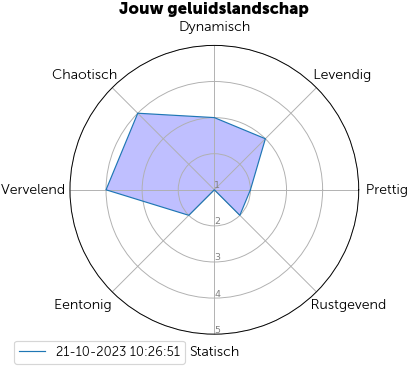 Jouw geluidslandschap
Dynamisch
Chaotisch
Levendig
Vervelend
1
Prettig
2
3
Eentonig
4
Rustgevend
5
21-10-2023 10:26:51
Statisch